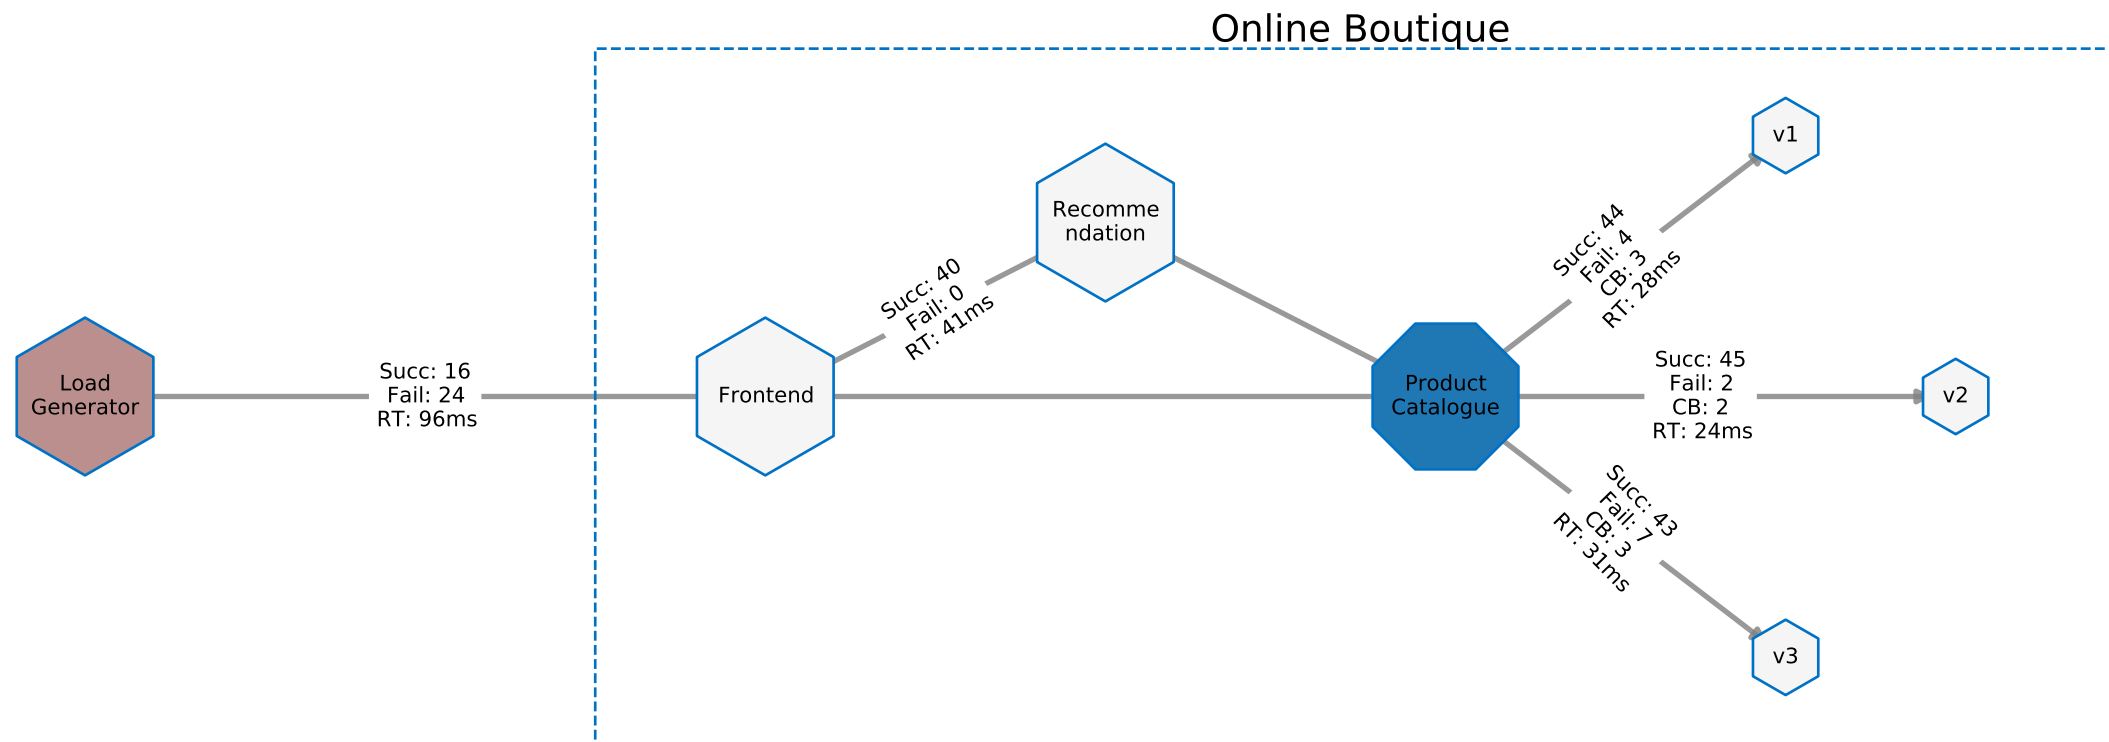 Online Boutique
Load
Generator
Succ: 16
Fail: 24
RT: 96ms
Frontend
Succ: 40
Fail: 0
RT: 41ms
Recomme
ndation
Product
Catalogue
Succ: 44
Fail: 4
CB: 3
RT: 28ms
v1
Succ: 45
Fail: 2
CB: 2
RT: 24ms
v2
Succ: 43
Fail: 7
CB: 3
RT: 31ms
v3